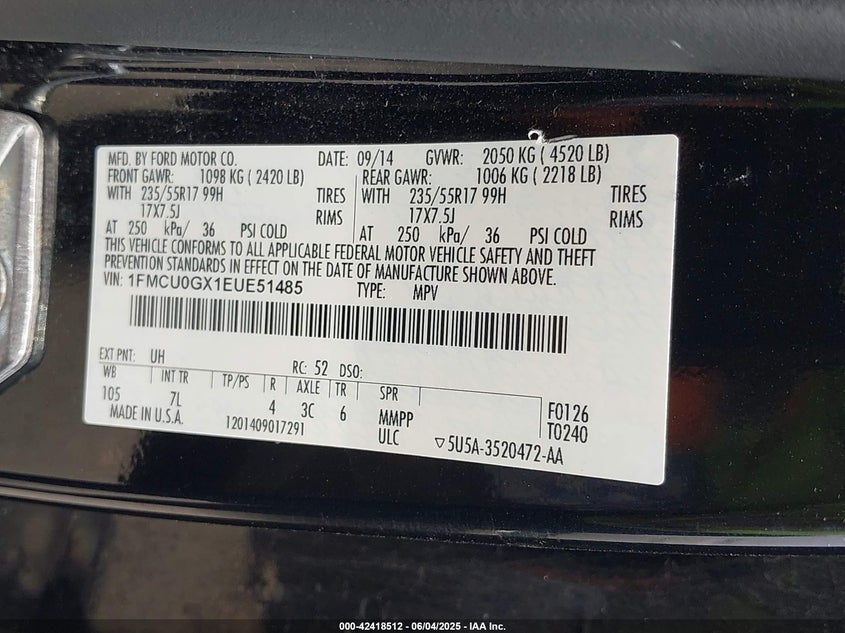 MFD. BY FORD MOTOR CO. DATE: 09/14 GVWR: 2050 KG ( 4520 LB)
FRONT GAWR: 1098 KG ( 2420 LB) REAR GAWR: 1006 KG ( 2218 LB)
WITH 235/55R17 99H TIRES WITH 235/55R17 99H TIRES
17X7.5J RIMS 17X7.5J RIMS
AT 250 kPa/ 36 PSI COLD AT 250 kPa/ 36 PSI COLD
THIS VEHICLE CONFORMS TO ALL APPLICABLE FEDERAL MOTOR VEHICLE SAFETY AND THEFT
PREVENTION STANDARDS IN EFFECT ON THE DATE OF MANUFACTURE SHOWN ABOVE.
VIN: 1FMCU0GX1EUE51485 TYPE: MPV
EXT PNT: UH RC: 52 DSO:
WB INT TR TP/PS R AXLE TR SPR
105 7L 4 3C 6 MMPP F0126
MADE IN U.S.A. 1201409017291 ULC T0240
▽5U5A-3520472-AA
000-42418512 - 06/04/2025 - IAA Inc.